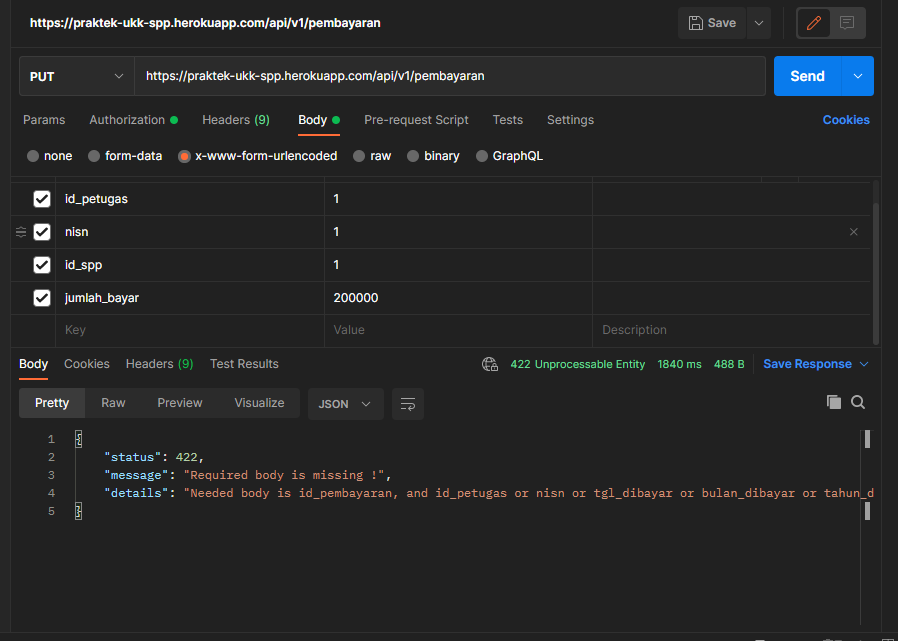 https://praktek-ukk-spp.herokuapp.com/api/v1/pembayaran
Save
PUT
https://praktek-ukk-spp.herokuapp.com/api/v1/pembayaran
Send
Params Authorization Headers (9) Body Pre-request Script Tests Settings Cookies
none form-data x-www-form-urlencoded raw binary GraphQL
id_petugas 1
nisn 1
id_spp 1
jumlah_bayar 200000
Key Value Description
Body Cookies Headers (9) Test Results 422 Unprocessable Entity 1840 ms 488 B Save Response
Pretty Raw Preview Visualize JSON
1 {
2 "status": 422,
3 "message": "Required body is missing !",
4 "details": "Needed body is id_pembayaran, and id_petugas or nisn or tgl_dibayar or bulan_dibayar or tahun_d
5 }